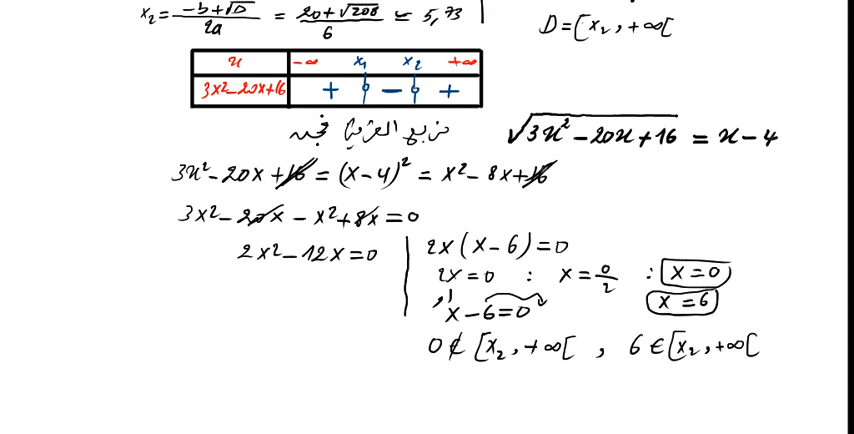 x₂ = (-b+√D)/2a = (20+√208)/6 ≃ 5,73
D=[x₂, +∞[
x -∞ x₁ x₂ +∞
3x²-20x+16 + 0 - 0 +
بتربيع الطرفين نجد
√(3x²-20x+16) = x-4
3x²-20x+16 = (x-4)² = x²-8x+16
3x²-20x-x²+8x=0
2x²-12x=0
2x(x-6)=0
2x=0 : x=0/2 : x=0
او x-6=0 x=6
0∉[x₂,+∞[ , 6∈[x₂,+∞[